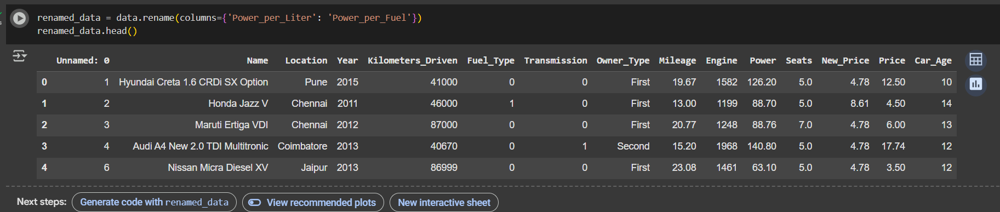 renamed_data = data.rename(columns={'Power_per_Liter': 'Power_per_Fuel'})
renamed_data.head()
Unnamed: 0 Name Location Year Kilometers_Driven Fuel_Type Transmission Owner_Type Mileage Engine Power Seats New_Price Price Car_Age
0 1 Hyundai Creta 1.6 CRDi SX Option Pune 2015 41000 0 0 First 19.67 1582 126.20 5.0 4.78 12.50 10
1 2 Honda Jazz V Chennai 2011 46000 1 0 First 13.00 1199 88.70 5.0 8.61 4.50 14
2 3 Maruti Ertiga VDI Chennai 2012 87000 0 0 First 20.77 1248 88.76 7.0 4.78 6.00 13
3 4 Audi A4 New 2.0 TDI Multitronic Coimbatore 2013 40670 0 1 Second 15.20 1968 140.80 5.0 4.78 17.74 12
4 6 Nissan Micra Diesel XV Jaipur 2013 86999 0 0 First 23.08 1461 63.10 5.0 4.78 3.50 12
Next steps: Generate code with renamed_data View recommended plots New interactive sheet